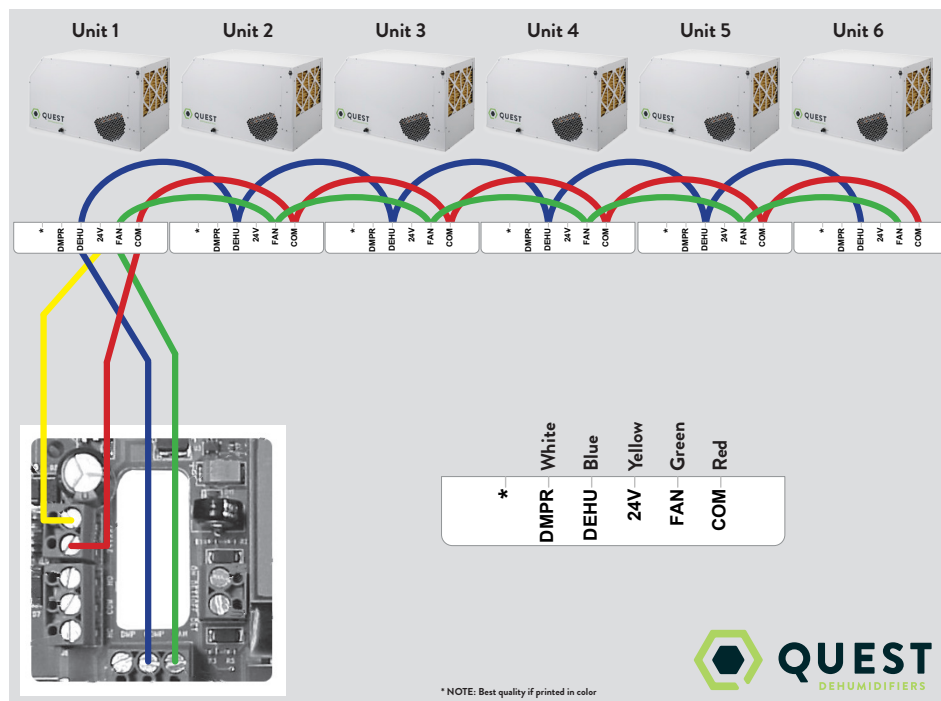 Unit 1 Unit 2 Unit 3 Unit 4 Unit 5 Unit 6
QUEST QUEST QUEST QUEST QUEST QUEST
* DMPR DEHU 24V FAN COM
* DMPR DEHU 24V FAN COM
* DMPR DEHU 24V FAN COM
* DMPR DEHU 24V FAN COM
* DMPR DEHU 24V FAN COM
* DMPR DEHU 24V FAN COM
White Blue Yellow Green Red
* DMPR DEHU 24V FAN COM
QUEST
DEHUMIDIFIERS
* NOTE: Best quality if printed in color